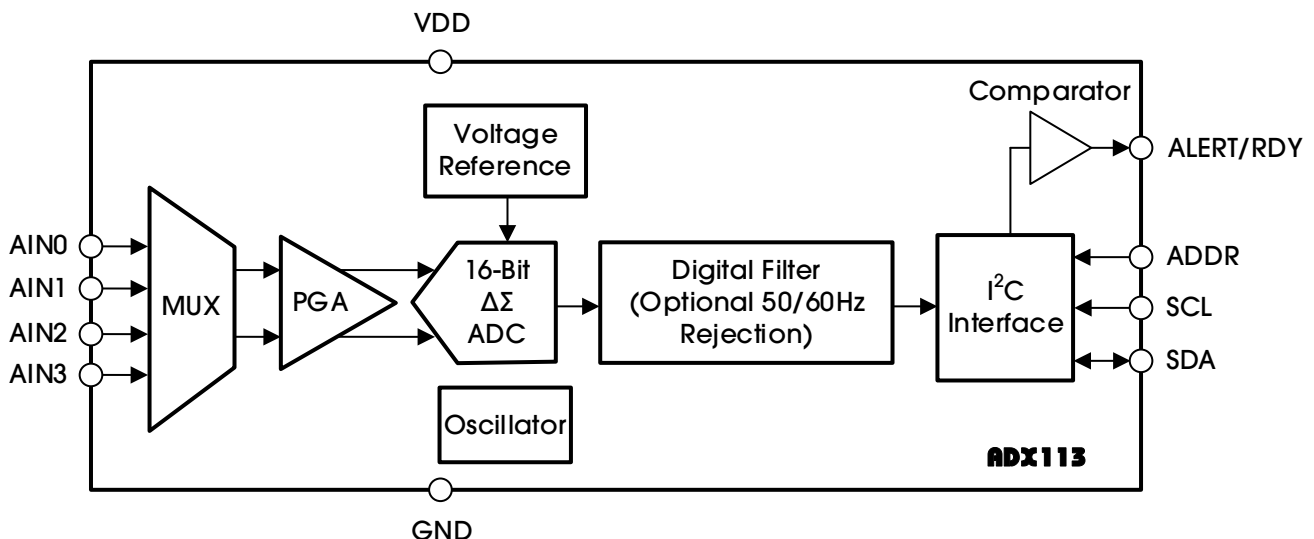 VDD
Comparator
Voltage
Reference
ALERT/RDY
AIN0
AIN1
AIN2
AIN3
MUX
PGA
16-Bit
ΔΣ
ADC
Digital Filter
(Optional 50/60Hz
Rejection)
I²C
Interface
ADDR
SCL
SDA
Oscillator
ADX113
GND